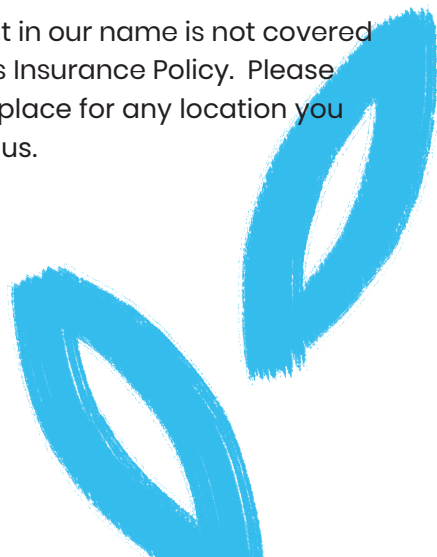 t in our name is not covered
s Insurance Policy. Please
place for any location you
us.